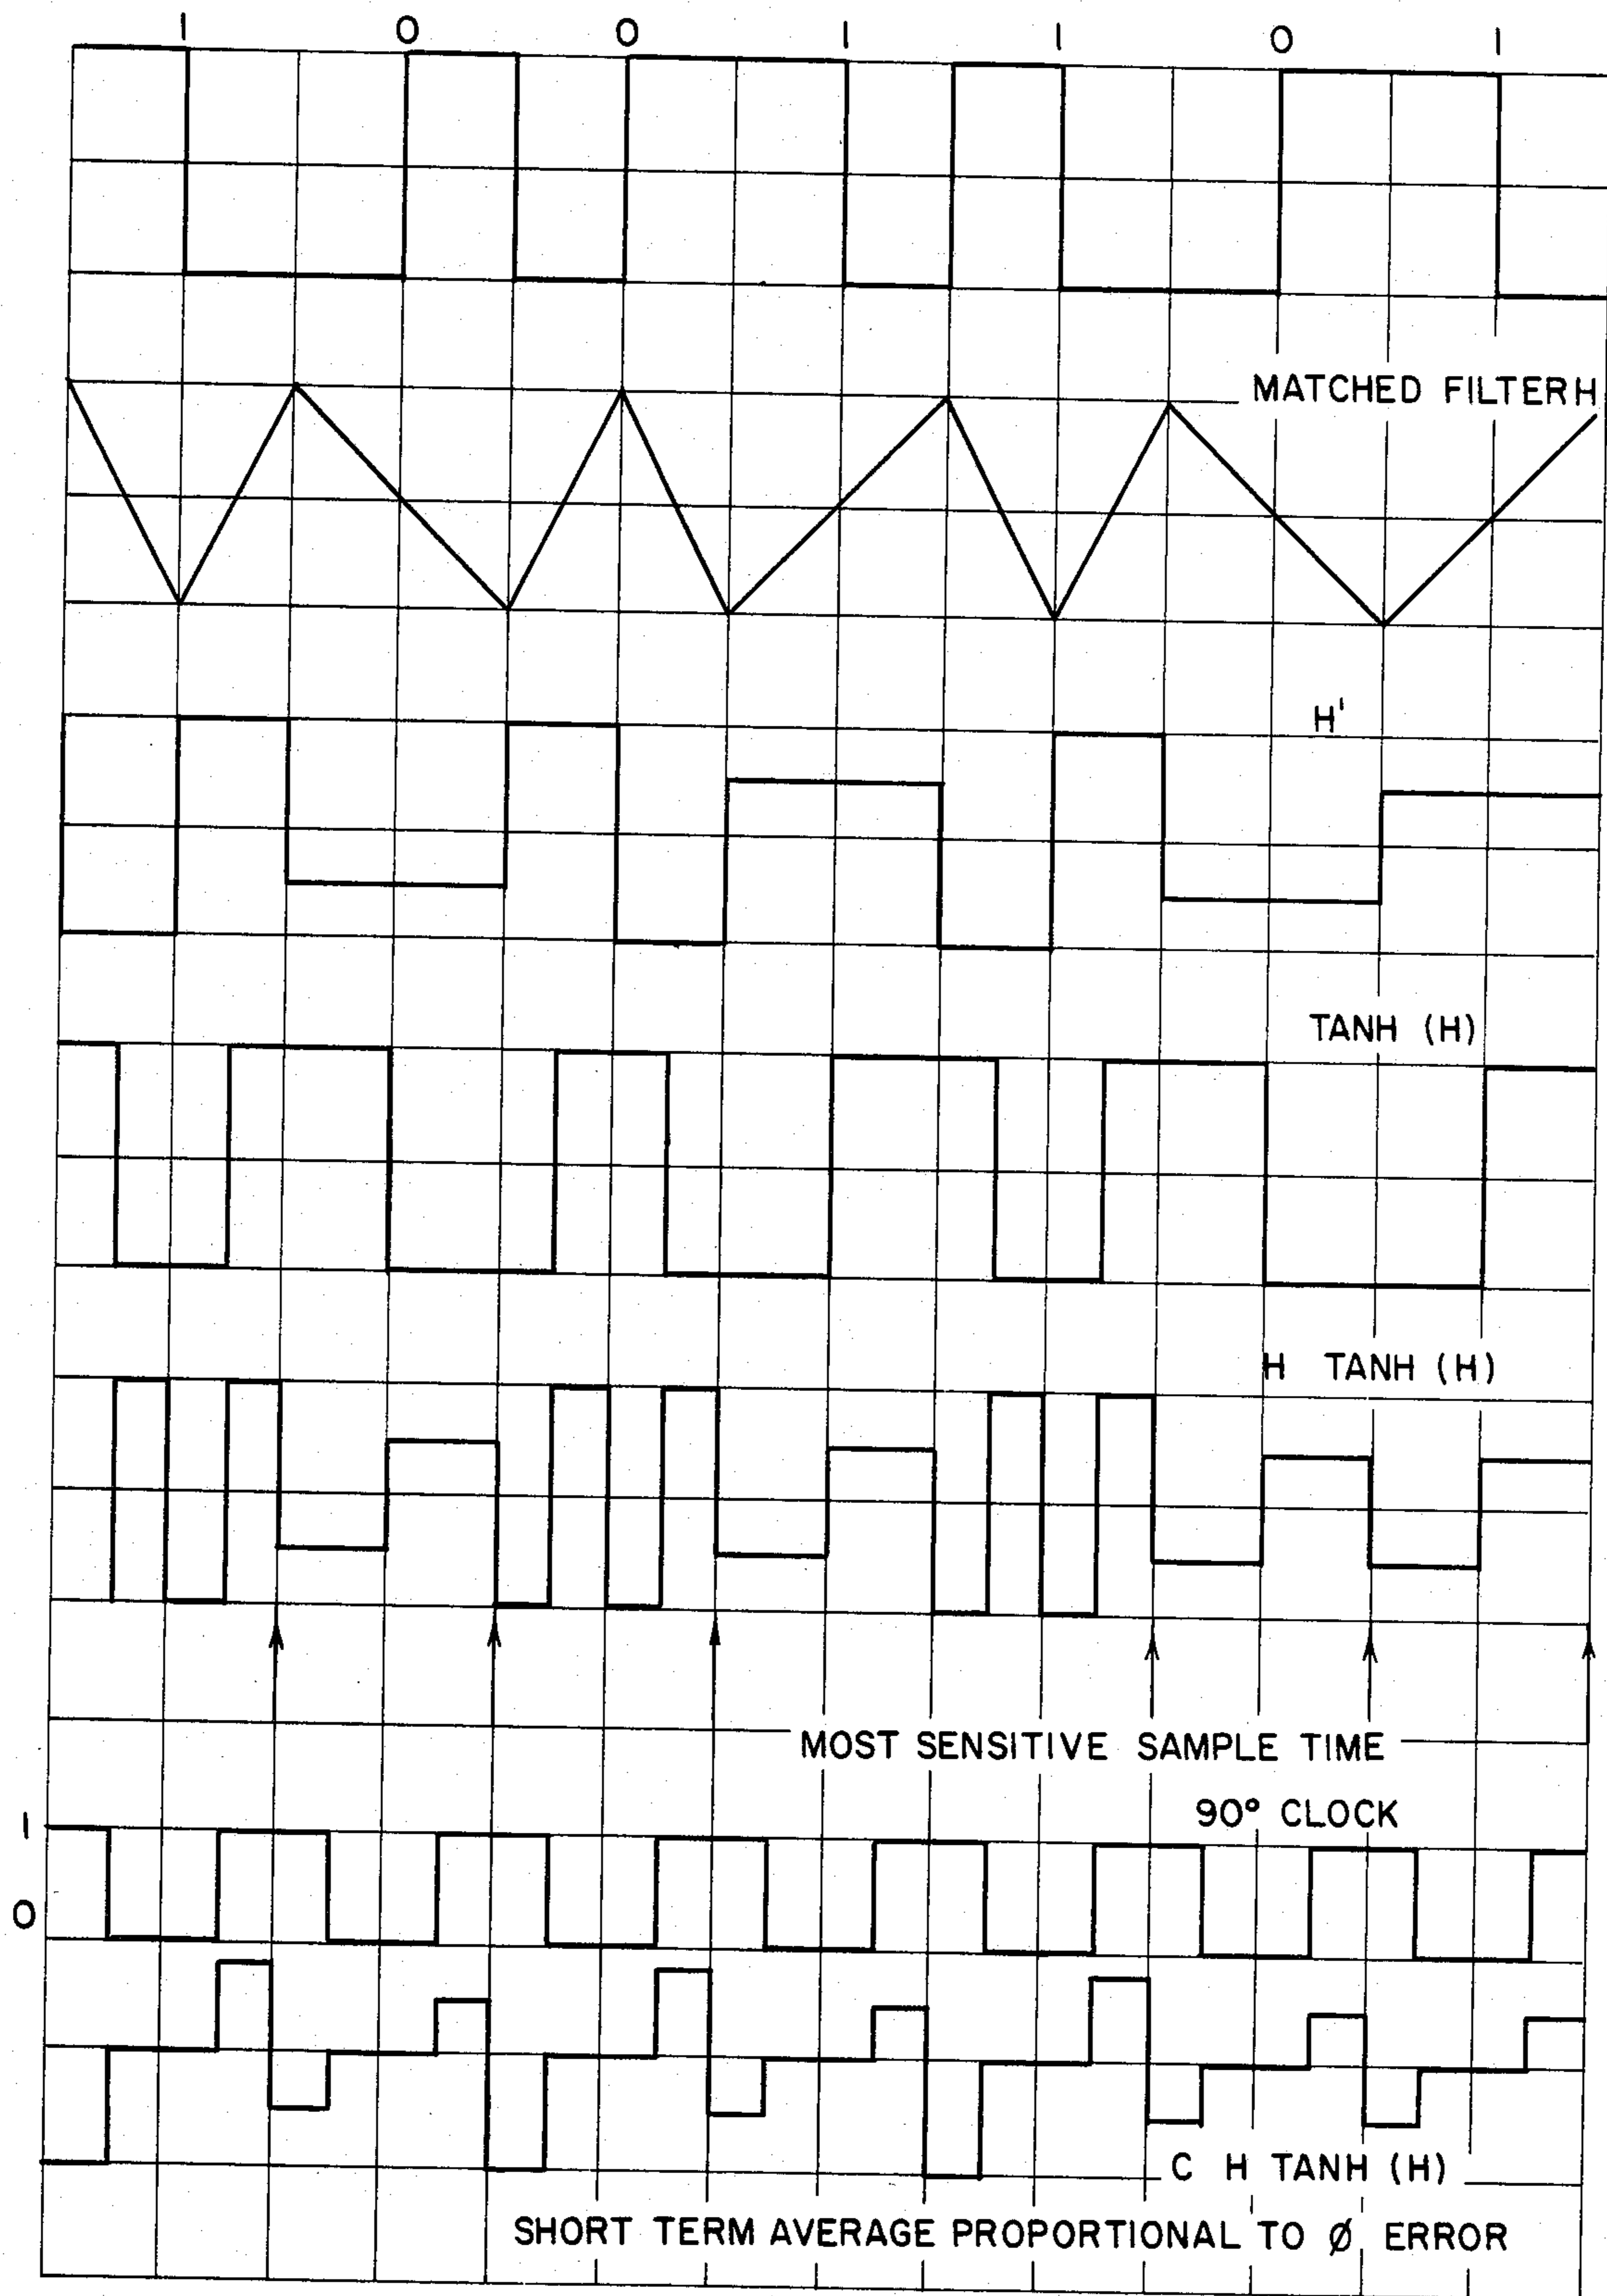 1 0 0 1 1 0 1
MATCHED FILTER H
H'
TANH (H)
H TANH (H)
MOST SENSITIVE SAMPLE TIME
90° CLOCK
1
0
C H TANH (H)
SHORT TERM AVERAGE PROPORTIONAL TO Ø ERROR